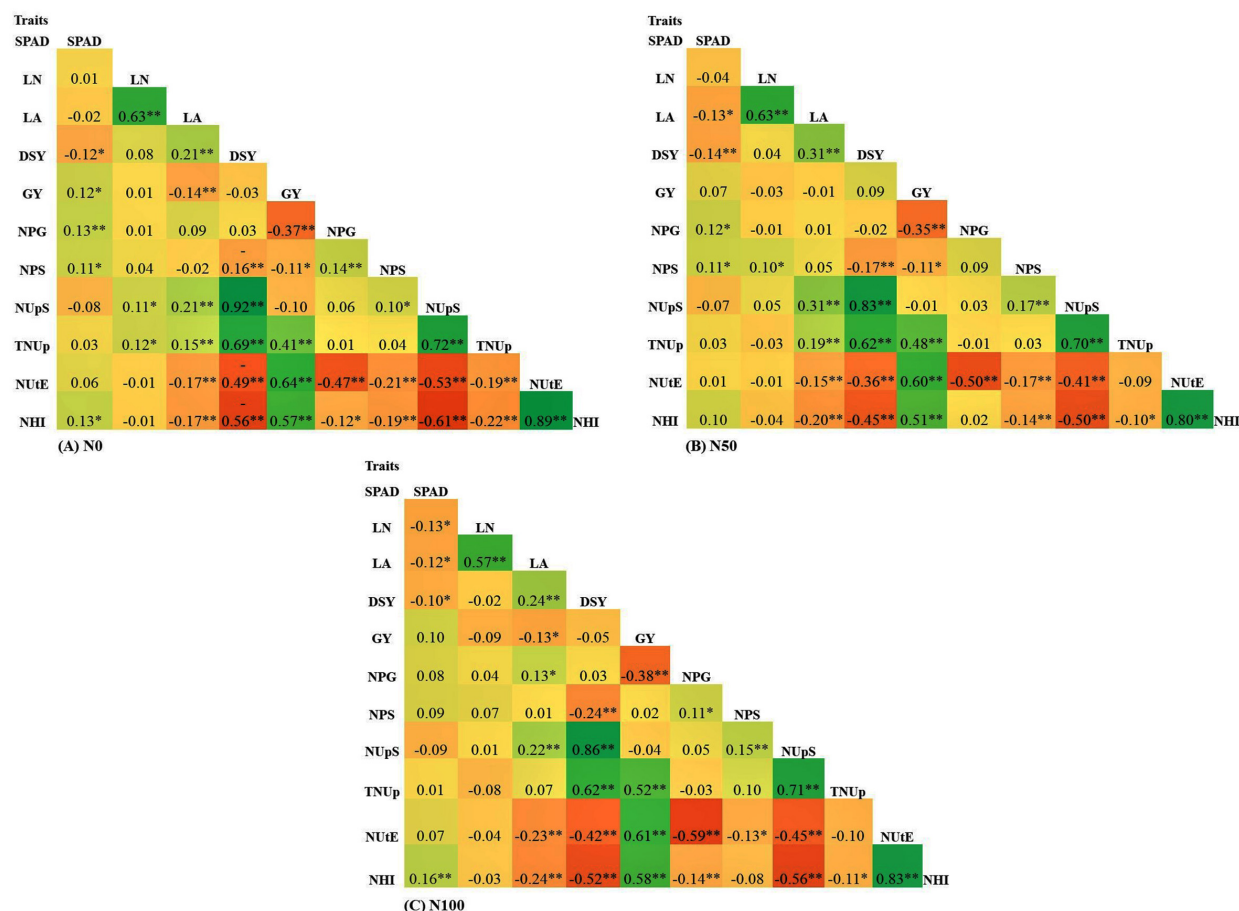 Traits
SPAD SPAD
LN 0.01 LN
LA -0.02 0.63** LA
DSY -0.12* 0.08 0.21** DSY
GY 0.12* 0.01 -0.14** -0.03 GY
NPG 0.13** 0.01 0.09 0.03 -0.37** NPG
NPS 0.11* 0.04 -0.02 -0.16** -0.11* 0.14** NPS
NUpS -0.08 0.11* 0.21** 0.92** -0.10 0.06 0.10* NUpS
TNUp 0.03 0.12* 0.15** 0.69** 0.41** 0.01 0.04 0.72** TNUp
NUtE 0.06 -0.01 -0.17** -0.49** 0.64** -0.47** -0.21** -0.53** -0.19** NUtE
NHI 0.13* -0.01 -0.17** -0.56** 0.57** -0.12* -0.19** -0.61** -0.22** 0.89** NHI
(A) N0
Traits
SPAD SPAD
LN -0.04 LN
LA -0.13* 0.63** LA
DSY -0.14** 0.04 0.31** DSY
GY 0.07 -0.03 -0.01 0.09 GY
NPG 0.12* -0.01 0.01 -0.02 -0.35** NPG
NPS 0.11* 0.10* 0.05 -0.17** -0.11* 0.09 NPS
NUpS -0.07 0.05 0.31** 0.83** -0.01 0.03 0.17** NUpS
TNUp 0.03 -0.03 0.19** 0.62** 0.48** -0.01 0.03 0.70** TNUp
NUtE 0.01 -0.01 -0.15** -0.36** 0.60** -0.50** -0.17** -0.41** -0.09 NUtE
NHI 0.10 -0.04 -0.20** -0.45** 0.51** 0.02 -0.14** -0.50** -0.10* 0.80** NHI
(B) N50
Traits
SPAD SPAD
LN -0.13* LN
LA -0.12* 0.57** LA
DSY -0.10* -0.02 0.24** DSY
GY 0.10 -0.09 -0.13* -0.05 GY
NPG 0.08 0.04 0.13* 0.03 -0.38** NPG
NPS 0.09 0.07 0.01 -0.24** 0.02 0.11* NPS
NUpS -0.09 0.01 0.22** 0.86** -0.04 0.05 0.15** NUpS
TNUp 0.01 -0.08 0.07 0.62** 0.52** -0.03 0.10 0.71** TNUp
NUtE 0.07 -0.04 -0.23** -0.42** 0.61** -0.59** -0.13* -0.45** -0.10 NUtE
NHI 0.16** -0.03 -0.24** -0.52** 0.58** -0.14** -0.08 -0.56** -0.11* 0.83** NHI
(C) N100